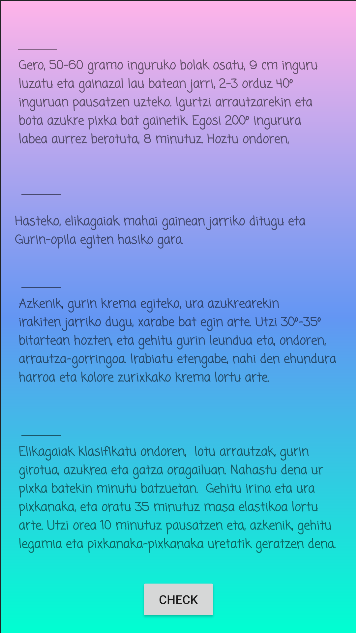 Gero, 50-60 gramo inguruko bolak osatu, 9 cm inguru
luzatu eta gainazal lau batean jarri, 2-3 orduz 40º
inguruan pausatzen uzteko. Igurtzi arrautzarekin eta
bota azukre pixka bat gainetik. Egosi 200º ingurura
labea aurrez berotuta, 8 minutuz. Hoztu ondoren,
Hasteko, elikagaiak mahai gainean jarriko ditugu eta
Gurin-opila egiten hasiko gara.
Azkenik, gurin krema egiteko, ura azukrearekin
irakiten jarriko dugu, xarabe bat egin arte. Utzi 30º-35º
bitartean hozten, eta gehitu gurin leundua eta, ondoren,
arrautza-gorringoa. Irabiatu etengabe, nahi den ehundura
harroa eta kolore zurixkako krema lortu arte.
Elikagaiak klasifikatu ondoren,  lotu arrautzak, gurin
girotua, azukrea eta gatza oragailuan. Nahastu dena ur
pixka batekin minutu batzuetan.  Gehitu irina eta ura
pixkanaka, eta oratu 35 minutuz masa elastikoa lortu
arte. Utzi orea 10 minutuz pausatzen eta, azkenik, gehitu
legamia eta pixkanaka-pixkanaka uretatik geratzen dena.
CHECK